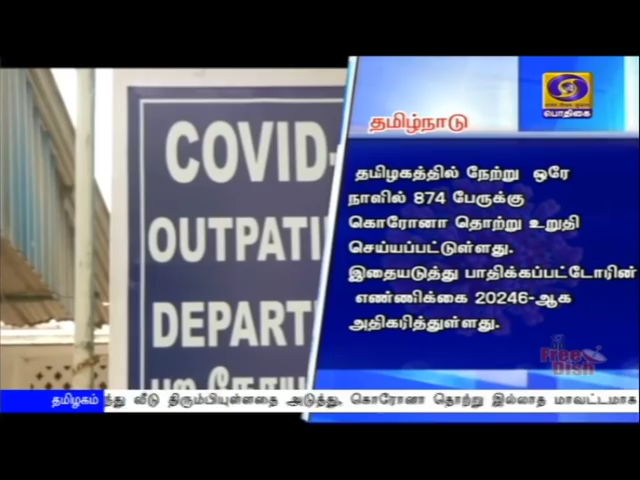 COVID-
OUTPATI
DEPART
பொதிகை
தமிழ்நாடு
தமிழகத்தில் நேற்று ஒரே
நாளில் 874 பேருக்கு
கொரோனா தொற்று உறுதி
செய்யப்பட்டுள்ளது.
இதையடுத்து பாதிக்கப்பட்டோரின்
எண்ணிக்கை 20246-ஆக
அதிகரித்துள்ளது.
Free
Dish
தமிழகம் ந்து வீடு திரும்பியுள்ளதை அடுத்து, கொரோனா தொற்று இல்லாத மாவட்டமாக